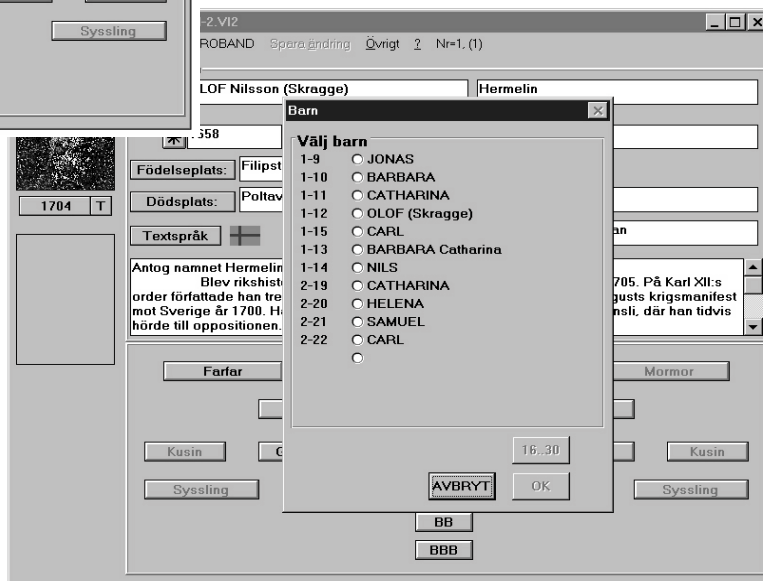 Syssling
-2.VI2
ROBAND Spara ändring Övrigt ? Nr=1, (1)
LOF Nilsson (Skragge) Hermelin
Barn
658
Välj barn
1-9 JONAS
1-10 BARBARA
1-11 CATHARINA
1-12 OLOF (Skragge)
1-15 CARL
1-13 BARBARA Catharina
1-14 NILS
2-19 CATHARINA
2-20 HELENA
2-21 SAMUEL
2-22 CARL
16..30
AVBRYT OK
Födelseplats: Filipst
1704 T Dödsplats: Poltav
Textspråk an
Antog namnet Hermelin
Blev rikshist 705. På Karl XII:s
order författade han tre gusts krigsmanifest
mot Sverige år 1700. H nsli, där han tidvis
hörde till oppositionen.
Farfar Mormor
Kusin G Kusin
Syssling Syssling
BB
BBB